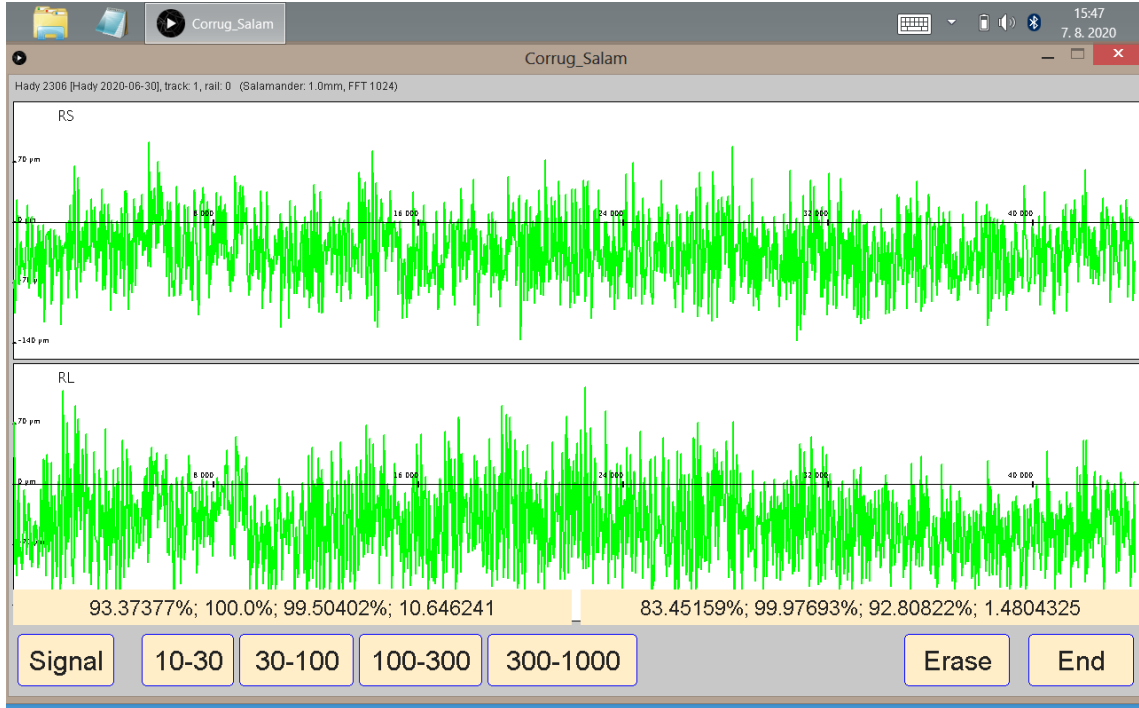 Corrug_Salam
15:47
7. 8. 2020
Corrug_Salam
Hady 2306 [Hady 2020-06-30], track: 1, rail: 0 (Salamander: 1.0mm, FFT 1024)
RS
70 µm
8 000 16 000 24 000 32 000 40 000
0 µm
-140 µm
RL
70 µm
8 000 16 000 24 000 32 000 40 000
0 µm
93.37377%; 100.0%; 99.50402%; 10.646241
83.45159%; 99.97693%; 92.80822%; 1.4804325
Signal 10-30 30-100 100-300 300-1000 Erase End